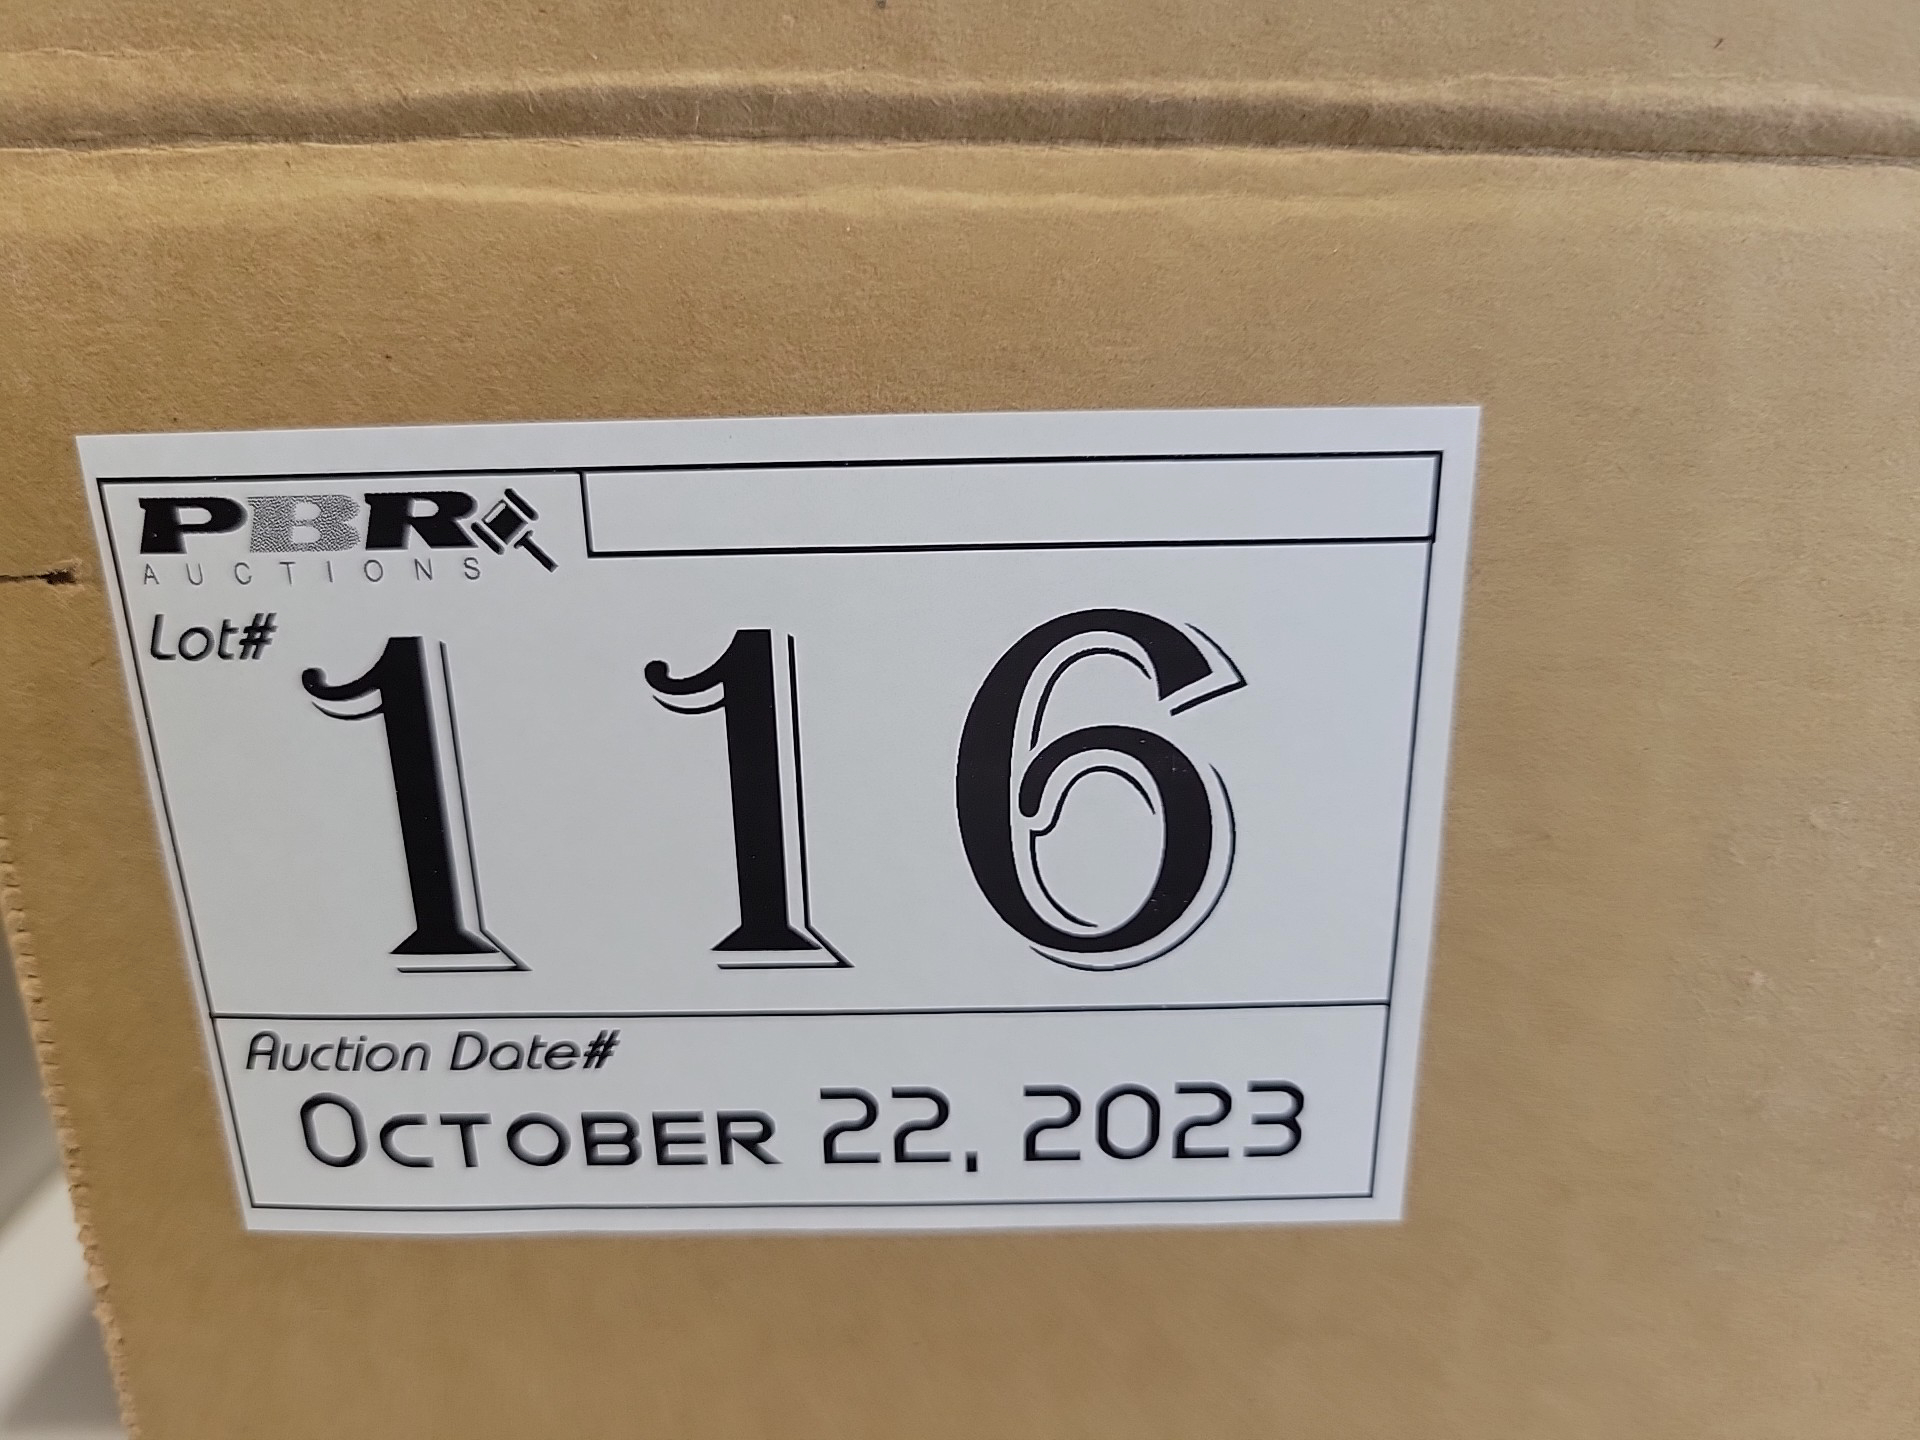 PBR
AUCTIONS
Lot#
116
Auction Date#
October 22, 2023